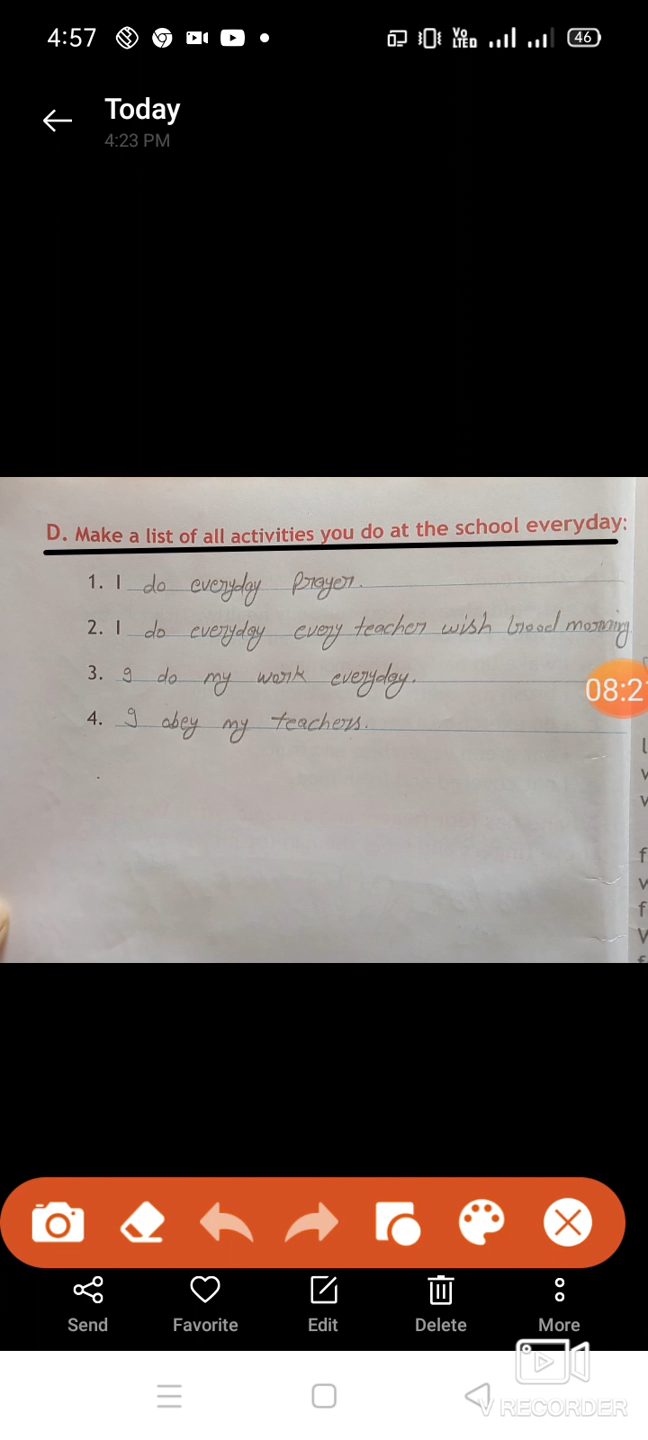 4:57 46
Today
4:23 PM
D. Make a list of all activities you do at the school everyday:
1. I do everyday Prayer.
2. I do everyday every teacher wish Good morning
3. I do my work everyday.
08:21
4. I obey my teachers.
Send Favorite Edit Delete More
V RECORDER